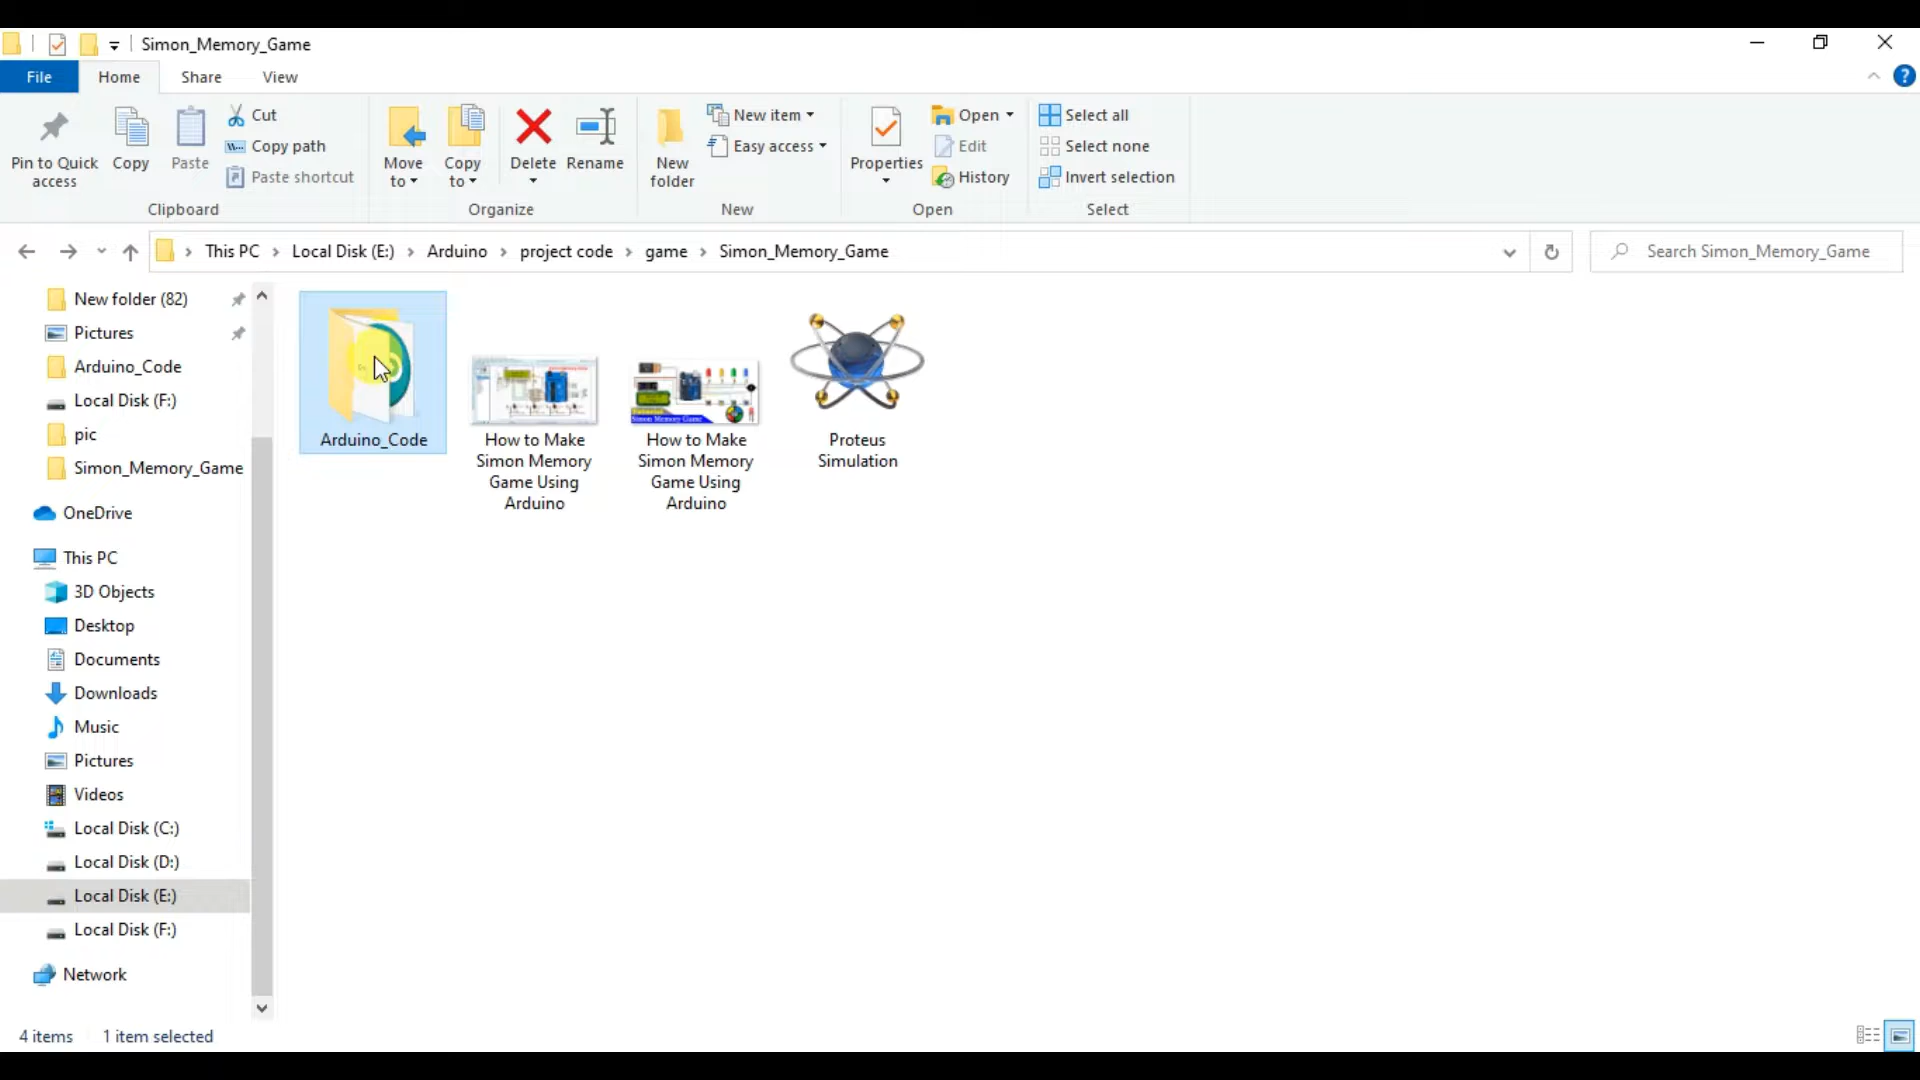 Simon_Memory_Game
File Home Share View
Pin to Quick access
Copy
Paste
Cut
Copy path
Paste shortcut
Clipboard
Move to
Copy to
Delete
Rename
Organize
New folder
New item
Easy access
New
Properties
Open
Edit
History
Open
Select all
Select none
Invert selection
Select
This PC › Local Disk (E:) › Arduino › project code › game › Simon_Memory_Game
Search Simon_Memory_Game
New folder (82)
Pictures
Arduino_Code
Local Disk (F:)
pic
Simon_Memory_Game
OneDrive
This PC
3D Objects
Desktop
Documents
Downloads
Music
Pictures
Videos
Local Disk (C:)
Local Disk (D:)
Local Disk (E:)
Local Disk (F:)
Network
Arduino_Code
How to Make
Simon Memory
Game Using
Arduino
Simon Memory Game
How to Make
Simon Memory
Game Using
Arduino
Proteus
Simulation
4 items 1 item selected